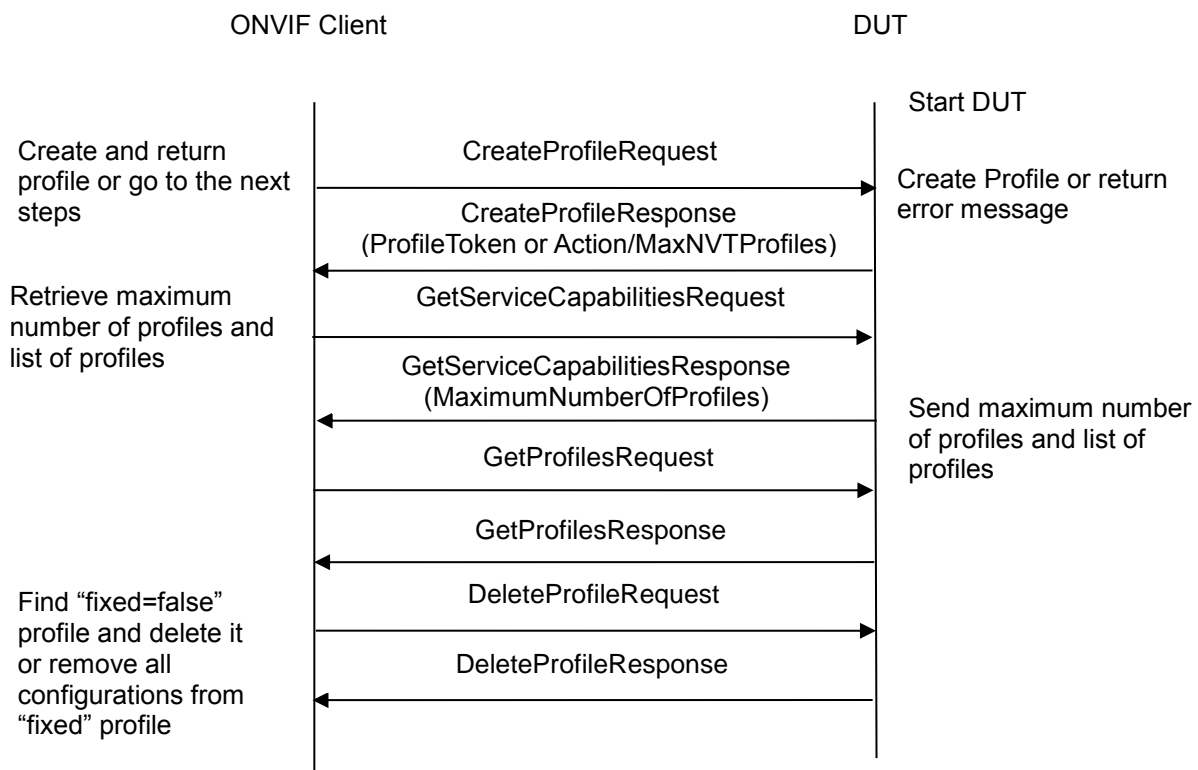 ONVIF Client
DUT
Start DUT
Create and return
profile or go to the next
steps
CreateProfileRequest
Create Profile or return
error message
CreateProfileResponse
(ProfileToken or Action/MaxNVTProfiles)
Retrieve maximum
number of profiles and
list of profiles
GetServiceCapabilitiesRequest
GetServiceCapabilitiesResponse
(MaximumNumberOfProfiles)
Send maximum number
of profiles and list of
profiles
GetProfilesRequest
GetProfilesResponse
Find “fixed=false”
profile and delete it
or remove all
configurations from
“fixed” profile
DeleteProfileRequest
DeleteProfileResponse